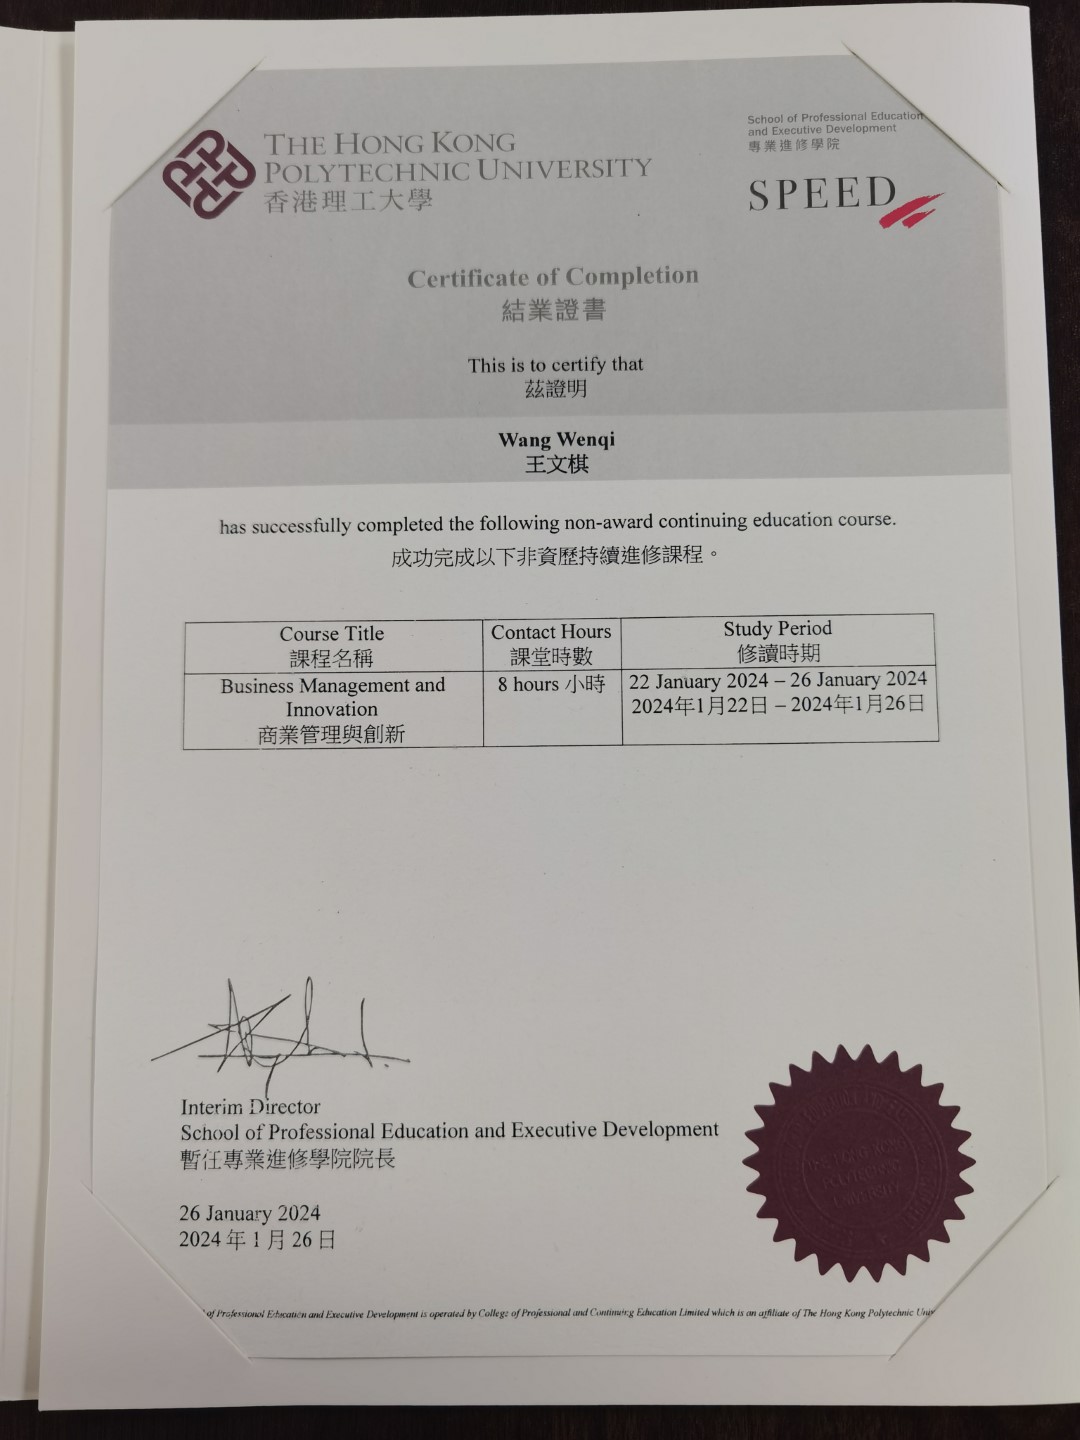 THE HONG KONG
POLYTECHNIC UNIVERSITY
香港理工大學
School of Professional Education
and Executive Development
專業進修學院
SPEED
Certificate of Completion
結業證書
This is to certify that
茲證明
Wang Wenqi
王文棋
has successfully completed the following non-award continuing education course.
成功完成以下非資歷持續進修課程。
Course Title
課程名稱
Contact Hours
課堂時數
Study Period
修讀時期
Business Management and
Innovation
商業管理與創新
8 hours 小時
22 January 2024 – 26 January 2024
2024年1月22日 – 2024年1月26日
Interim Director
School of Professional Education and Executive Development
暫任專業進修學院院長
26 January 2024
2024 年 1 月 26 日
of Professional Education and Executive Development is operated by College of Professional and Continuing Education Limited which is an affiliate of The Hong Kong Polytechnic
THE HONG KONG
POLYTECHNIC
UNIVERSITY